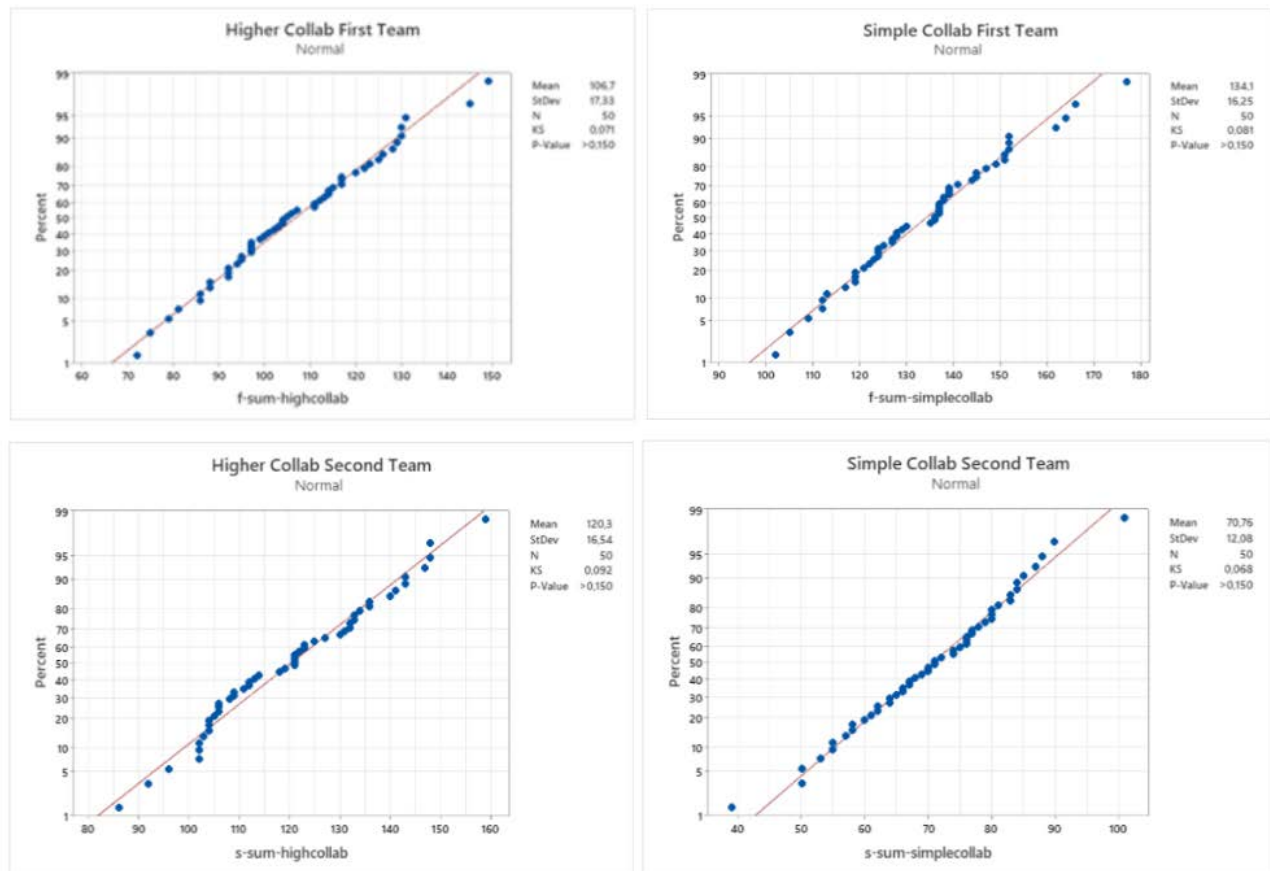 Higher Collab First Team
Normal
Mean 106,7
StDev 17,33
N 50
KS 0,071
P-Value >0,150
99
95
90
80
70
60
50
40
30
20
10
5
1
Percent
60 70 80 90 100 110 120 130 140 150
f-sum-highcollab
Simple Collab First Team
Normal
Mean 134,1
StDev 16,25
N 50
KS 0,081
P-Value >0,150
99
95
90
80
70
60
50
40
30
20
10
5
1
Percent
90 100 110 120 130 140 150 160 170 180
f-sum-simplecollab
Higher Collab Second Team
Normal
Mean 120,3
StDev 16,54
N 50
KS 0,092
P-Value >0,150
99
95
90
80
70
60
50
40
30
20
10
5
1
Percent
80 90 100 110 120 130 140 150 160
s-sum-highcollab
Simple Collab Second Team
Normal
Mean 70,76
StDev 12,08
N 50
KS 0,068
P-Value >0,150
99
95
90
80
70
60
50
40
30
20
10
5
1
Percent
40 50 60 70 80 90 100
s-sum-simplecollab